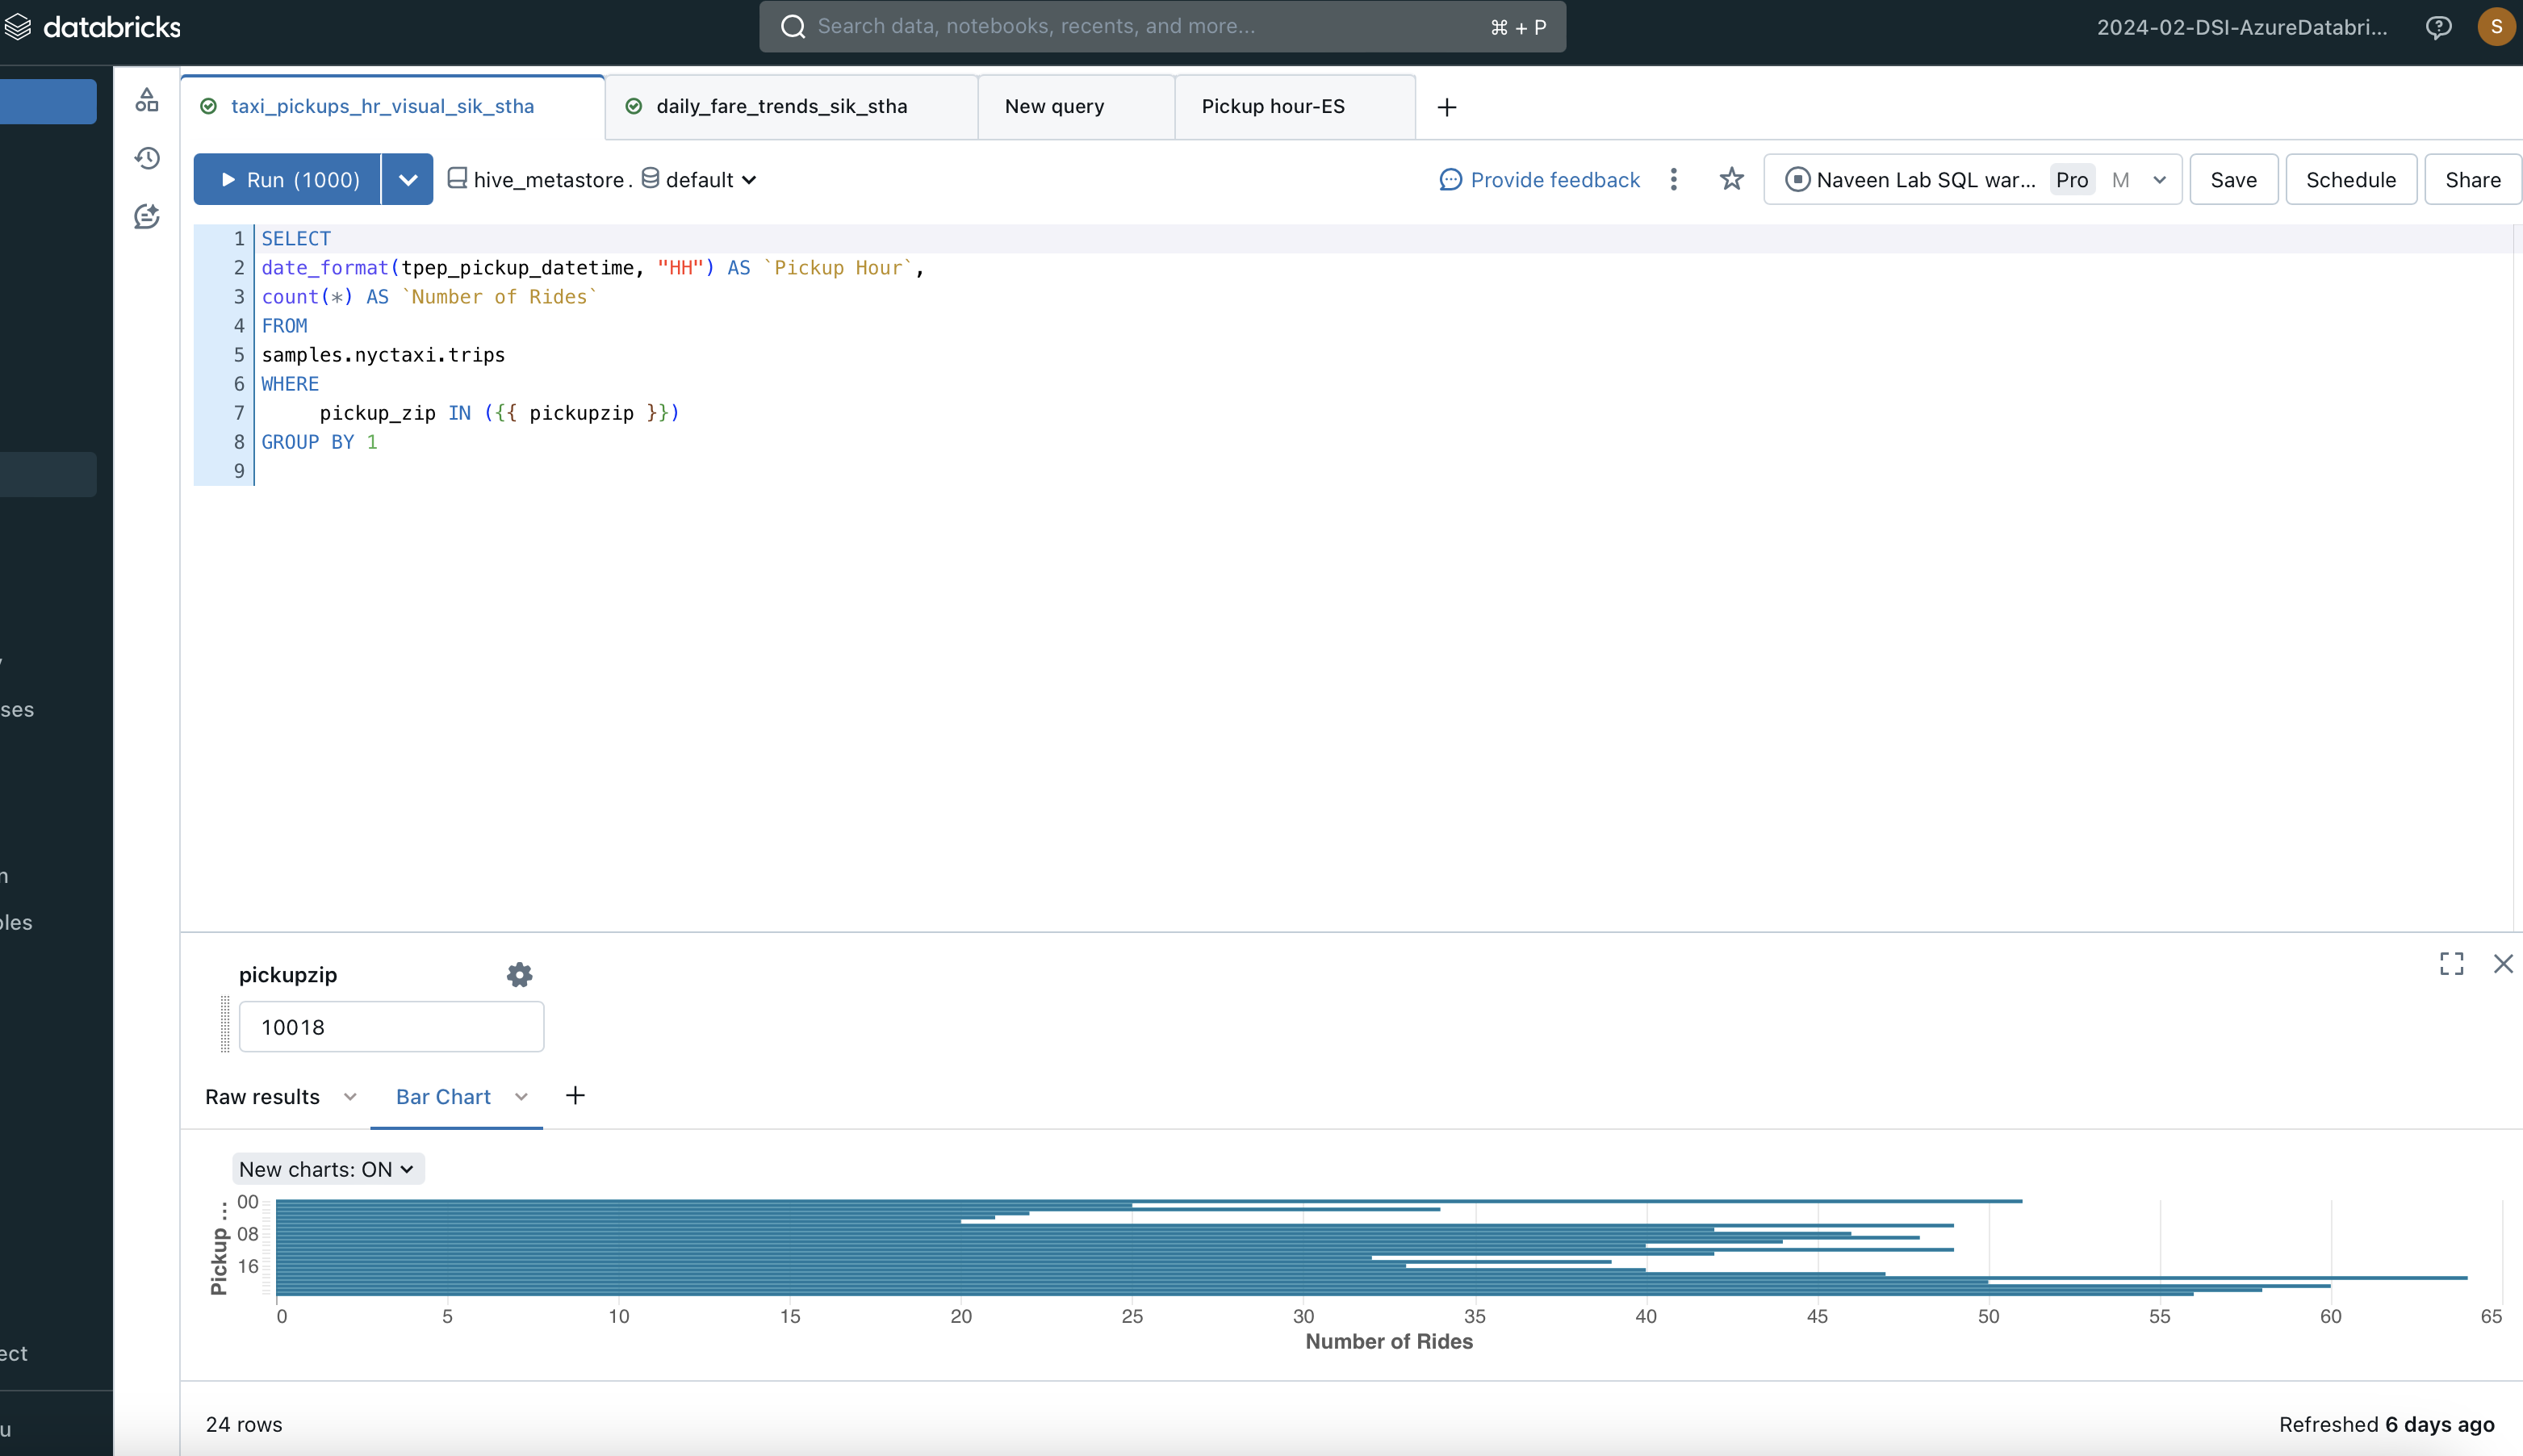 databricks
Search data, notebooks, recents, and more...
⌘ + P
2024-02-DSI-AzureDatabri...
S
taxi_pickups_hr_visual_sik_stha
daily_fare_trends_sik_stha
New query
Pickup hour-ES
Run (1000)
hive_metastore. default
Provide feedback
Naveen Lab SQL war... Pro M
Save
Schedule
Share
1 SELECT
2 date_format(tpep_pickup_datetime, "HH") AS `Pickup Hour`,
3 count(*) AS `Number of Rides`
4 FROM
5 samples.nyctaxi.trips
6 WHERE
7 pickup_zip IN ({{ pickupzip }})
8 GROUP BY 1
9
ses
ect
u
pickupzip
10018
Raw results
Bar Chart
New charts: ON
Pickup ...
00
08
16
0 5 10 15 20 25 30 35 40 45 50 55 60 65
Number of Rides
24 rows
Refreshed 6 days ago